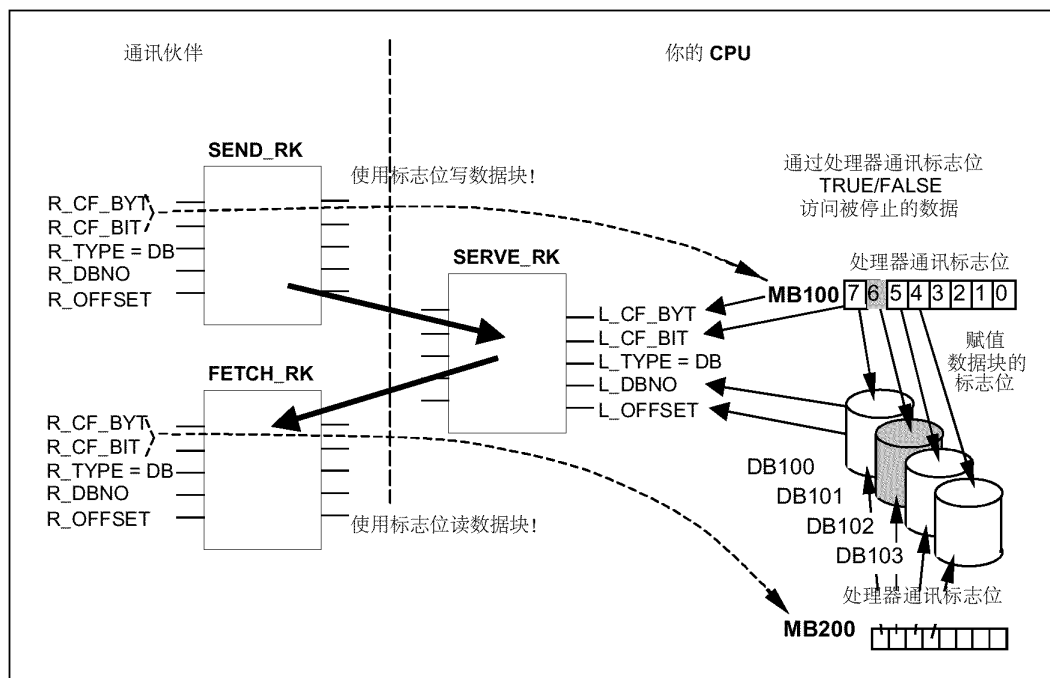 通讯伙伴
你的 CPU
SEND_RK
使用标志位写数据块!
通过处理器通讯标志位
TRUE/FALSE
访问被停止的数据
R_CF_BYT
R_CF_BIT
R_TYPE = DB
R_DBNO
R_OFFSET
SERVE_RK
处理器通讯标志位
MB100
7 6 5 4 3 2 1 0
L_CF_BYT
L_CF_BIT
L_TYPE = DB
L_DBNO
L_OFFSET
赋值
数据块的
标志位
FETCH_RK
R_CF_BYT
R_CF_BIT
R_TYPE = DB
R_DBNO
R_OFFSET
使用标志位读数据块!
DB100
DB101
DB102
DB103
处理器通讯标志位
MB200